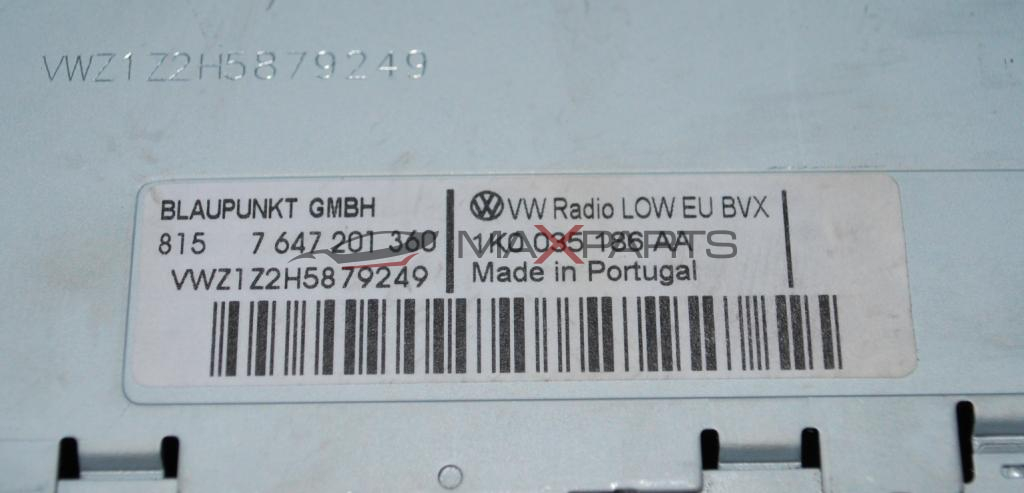 VWZ1Z2H5879249
BLAUPUNKT GMBH
815 7 647 201 360
VWZ1Z2H5879249
VW Radio LOW EU BVX
1K0 035 186 AA
Made in Portugal
MAXPARTS